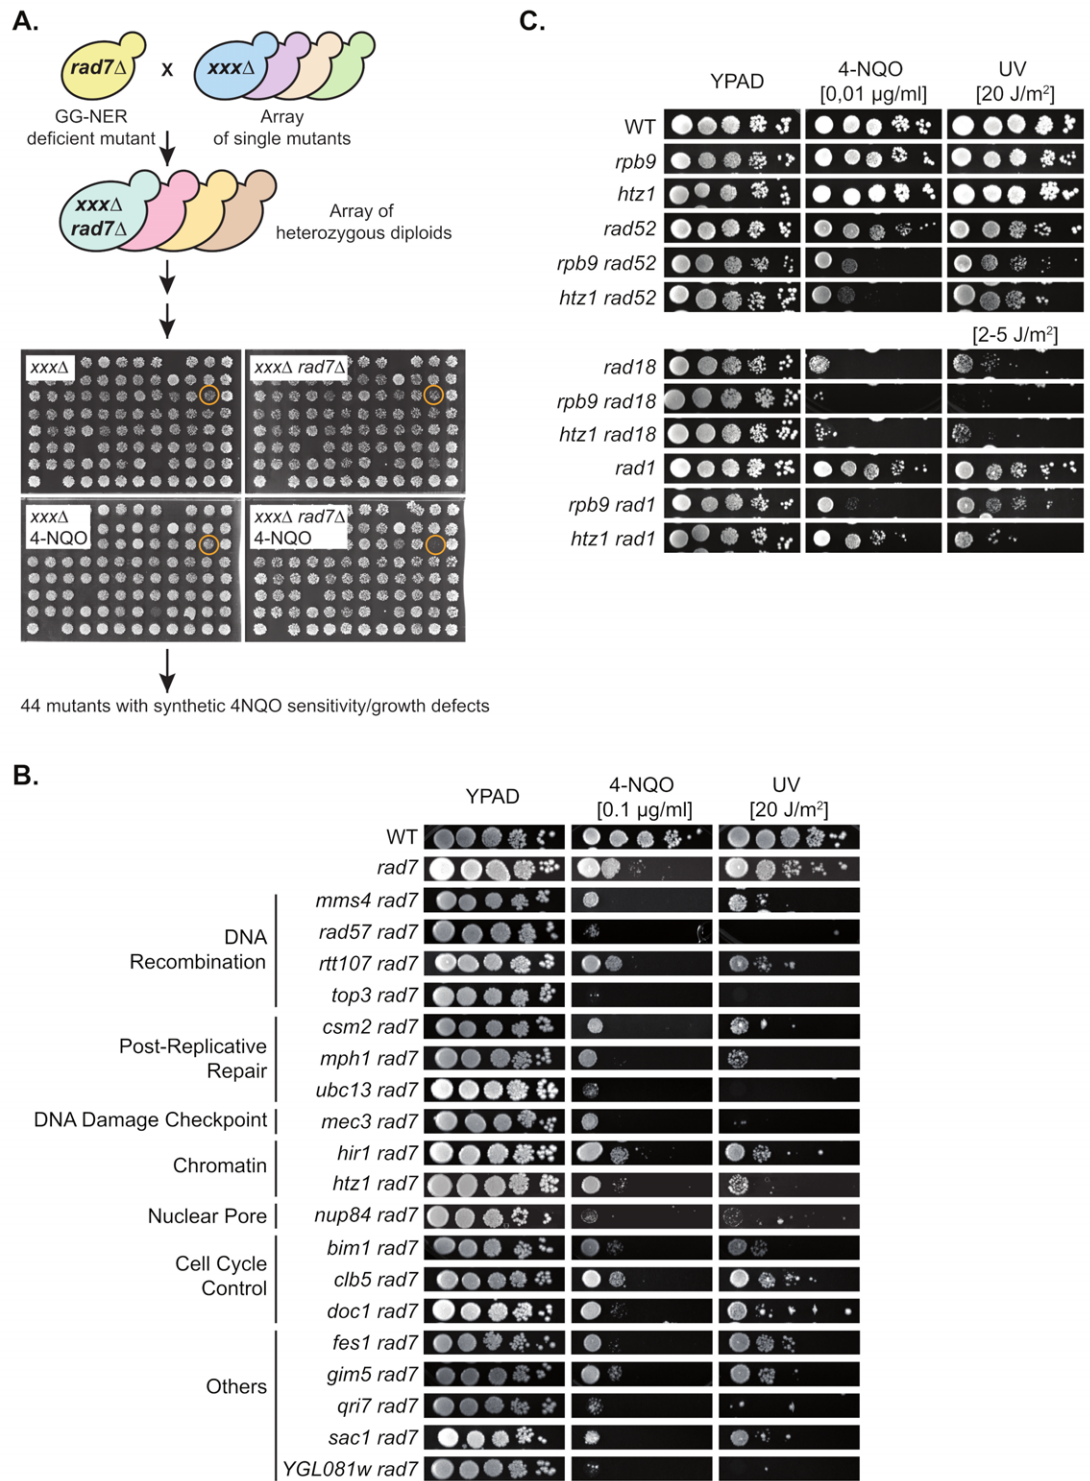 A.
rad7Δ
x
xxxΔ
GG-NER
deficient mutant
Array
of single mutants
xxxΔ
rad7Δ
Array of
heterozygous diploids
xxxΔ
xxxΔ rad7Δ
xxxΔ
4-NQO
xxxΔ rad7Δ
4-NQO
44 mutants with synthetic 4NQO sensitivity/growth defects
C.
YPAD
4-NQO
[0,01 µg/ml]
UV
[20 J/m²]
WT
rpb9
htz1
rad52
rpb9 rad52
htz1 rad52
[2-5 J/m²]
rad18
rpb9 rad18
htz1 rad18
rad1
rpb9 rad1
htz1 rad1
B.
YPAD
4-NQO
[0.1 µg/ml]
UV
[20 J/m²]
WT
rad7
DNA
Recombination
mms4 rad7
rad57 rad7
rtt107 rad7
top3 rad7
Post-Replicative
Repair
csm2 rad7
mph1 rad7
ubc13 rad7
DNA Damage Checkpoint
mec3 rad7
Chromatin
hir1 rad7
htz1 rad7
Nuclear Pore
nup84 rad7
Cell Cycle
Control
bim1 rad7
clb5 rad7
doc1 rad7
Others
fes1 rad7
gim5 rad7
qri7 rad7
sac1 rad7
YGL081w rad7